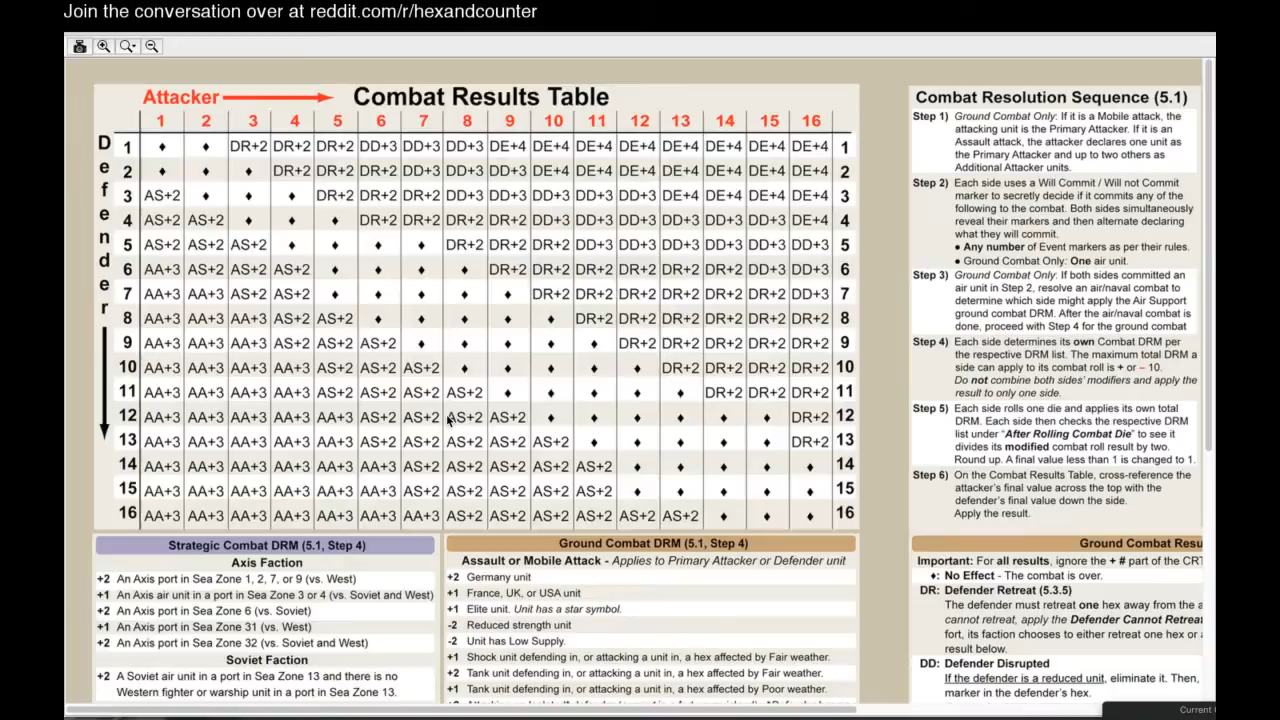 Join the conversation over at reddit.com/r/hexandcounter
Attacker Combat Results Table
1 2 3 4 5 6 7 8 9 10 11 12 13 14 15 16
Defender
1 ♦ ♦ DR+2 DR+2 DR+2 DD+3 DD+3 DD+3 DE+4 DE+4 DE+4 DE+4 DE+4 DE+4 DE+4 DE+4 1
2 ♦ ♦ ♦ DR+2 DR+2 DR+2 DD+3 DD+3 DD+3 DE+4 DE+4 DE+4 DE+4 DE+4 DE+4 DE+4 2
3 AS+2 ♦ ♦ ♦ DR+2 DR+2 DR+2 DD+3 DD+3 DD+3 DD+3 DD+3 DE+4 DE+4 DE+4 DE+4 3
4 AS+2 AS+2 ♦ ♦ ♦ DR+2 DR+2 DR+2 DR+2 DD+3 DD+3 DD+3 DD+3 DD+3 DD+3 DE+4 4
5 AS+2 AS+2 AS+2 ♦ ♦ ♦ ♦ DR+2 DR+2 DR+2 DD+3 DD+3 DD+3 DD+3 DD+3 DD+3 5
6 AA+3 AS+2 AS+2 AS+2 ♦ ♦ ♦ ♦ DR+2 DR+2 DR+2 DR+2 DR+2 DR+2 DD+3 DD+3 6
7 AA+3 AA+3 AS+2 AS+2 ♦ ♦ ♦ ♦ ♦ DR+2 DR+2 DR+2 DR+2 DR+2 DR+2 DD+3 7
8 AA+3 AA+3 AA+3 AS+2 AS+2 ♦ ♦ ♦ ♦ ♦ DR+2 DR+2 DR+2 DR+2 DR+2 DR+2 8
9 AA+3 AA+3 AA+3 AS+2 AS+2 AS+2 ♦ ♦ ♦ ♦ ♦ DR+2 DR+2 DR+2 DR+2 DR+2 9
10 AA+3 AA+3 AA+3 AA+3 AS+2 AS+2 AS+2 ♦ ♦ ♦ ♦ ♦ DR+2 DR+2 DR+2 DR+2 10
11 AA+3 AA+3 AA+3 AA+3 AA+3 AS+2 AS+2 AS+2 ♦ ♦ ♦ ♦ ♦ DR+2 DR+2 DR+2 11
12 AA+3 AA+3 AA+3 AA+3 AA+3 AS+2 AS+2 AS+2 AS+2 ♦ ♦ ♦ ♦ ♦ ♦ DR+2 12
13 AA+3 AA+3 AA+3 AA+3 AA+3 AS+2 AS+2 AS+2 AS+2 AS+2 ♦ ♦ ♦ ♦ ♦ DR+2 13
14 AA+3 AA+3 AA+3 AA+3 AA+3 AA+3 AS+2 AS+2 AS+2 AS+2 AS+2 ♦ ♦ ♦ ♦ ♦ 14
15 AA+3 AA+3 AA+3 AA+3 AA+3 AA+3 AS+2 AS+2 AS+2 AS+2 AS+2 ♦ ♦ ♦ ♦ ♦ 15
16 AA+3 AA+3 AA+3 AA+3 AA+3 AA+3 AA+3 AS+2 AS+2 AS+2 AS+2 AS+2 AS+2 ♦ ♦ ♦ 16
Strategic Combat DRM (5.1, Step 4)
Axis Faction
+2 An Axis port in Sea Zone 1, 2, 7, or 9 (vs. West)
+1 An Axis air unit in a port in Sea Zone 3 or 4 (vs. Soviet and West)
+2 An Axis port in Sea Zone 6 (vs. Soviet)
+1 An Axis port in Sea Zone 31 (vs. West)
+2 An Axis port in Sea Zone 32 (vs. Soviet and West)
Soviet Faction
+2 A Soviet air unit in a port in Sea Zone 13 and there is no
Western fighter or warship unit in a port in Sea Zone 13.
Ground Combat DRM (5.1, Step 4)
Assault or Mobile Attack - Applies to Primary Attacker or Defender unit
+2 Germany unit
+1 France, UK, or USA unit
+1 Elite unit. Unit has a star symbol.
-2 Reduced strength unit
-2 Unit has Low Supply.
+1 Shock unit defending in, or attacking a unit in, a hex affected by Fair weather.
+2 Tank unit defending in, or attacking a unit in, a hex affected by Fair weather.
+1 Tank unit defending in, or attacking a unit in, a hex affected by Poor weather.
Combat Resolution Sequence (5.1)
Step 1) Ground Combat Only: If it is a Mobile attack, the
attacking unit is the Primary Attacker. If it is an
Assault attack, the attacker declares one unit as
the Primary Attacker and up to two others as
Additional Attacker units.
Step 2) Each side uses a Will Commit / Will not Commit
marker to secretly decide if it commits any of the
following to the combat. Both sides simultaneously
reveal their markers and then alternate declaring
what they will commit.
● Any number of Event markers as per their rules.
● Ground Combat Only: One air unit.
Step 3) Ground Combat Only: If both sides committed an
air unit in Step 2, resolve an air/naval combat to
determine which side might apply the Air Support
ground combat DRM. After the air/naval combat is
done, proceed with Step 4 for the ground combat
Step 4) Each side determines its own Combat DRM per
the respective DRM list. The maximum total DRM a
side can apply to its combat roll is + or – 10.
Do not combine both sides' modifiers and apply the
result to only one side.
Step 5) Each side rolls one die and applies its own total
DRM. Each side then checks the respective DRM
list under "After Rolling Combat Die" to see it
divides its modified combat roll result by two.
Round up. A final value less than 1 is changed to 1.
Step 6) On the Combat Results Table, cross-reference the
attacker's final value across the top with the
defender's final value down the side.
Apply the result.
Ground Combat Resu
Important: For all results, ignore the + # part of the CRT
♦: No Effect - The combat is over.
DR: Defender Retreat (5.3.5)
The defender must retreat one hex away from the a
cannot retreat, apply the Defender Cannot Retreat
fort, its faction chooses to either retreat one hex or a
result below.
DD: Defender Disrupted
If the defender is a reduced unit, eliminate it. Then,
marker in the defender's hex.
Current